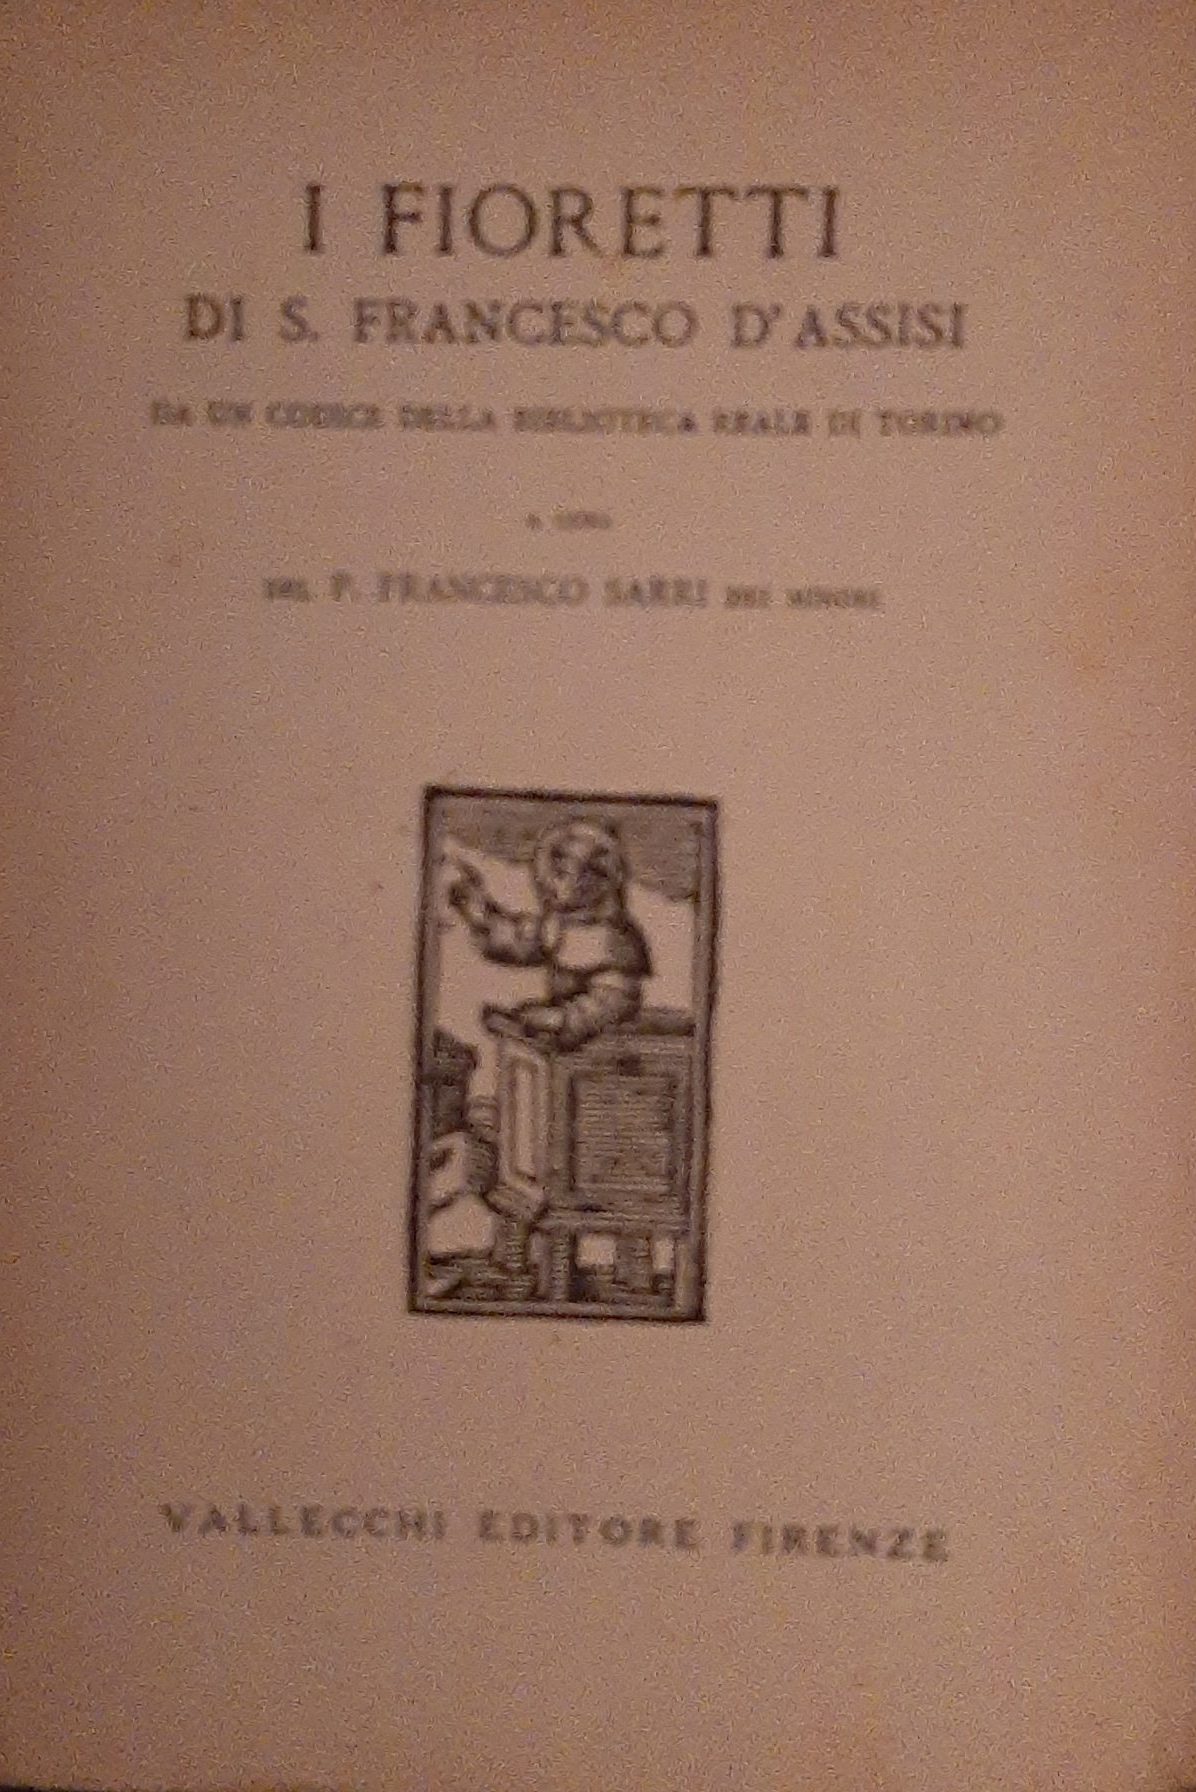 I FIORETTI
DI S. FRANCESCO D'ASSISI
DA UN CODICE DELLA BIBLIOTECA REALE DI TORINO
A CURA
DEL P. FRANCESCO SARRI DEI MINORI
VALLECCHI EDITORE FIRENZE